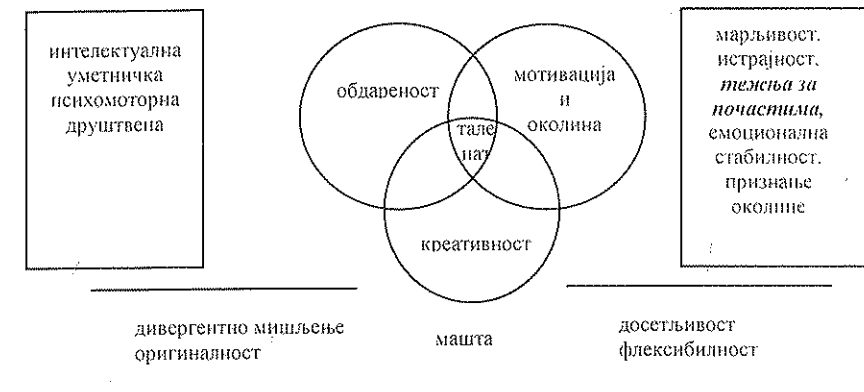 интелектуална
уметничка
психомоторна
друштвена
обдареност
мотивација
и
околина
тале
нат
креативност
марљивост.
истрајност.
тежња за
почастима,
емоционална
стабилност.
признање
околине
дивергентно мишљење
оригиналност
машта
досетљивост
флексибилност